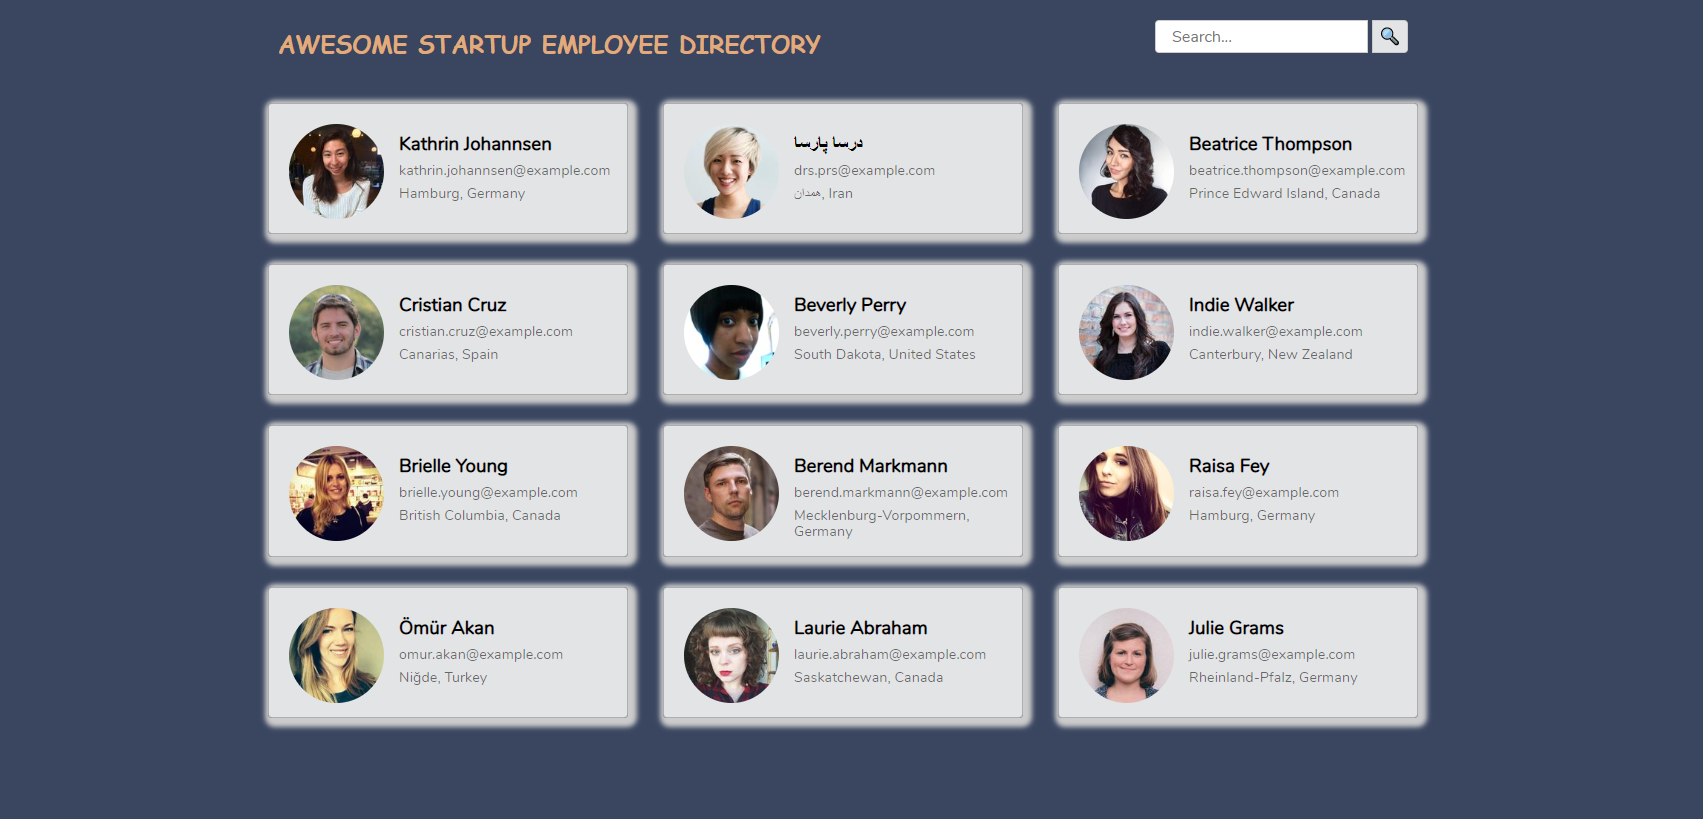 AWESOME STARTUP EMPLOYEE DIRECTORY
Search...
Kathrin Johannsen
kathrin.johannsen@example.com
Hamburg, Germany
درسا پارسا
drs.prs@example.com
همدان, Iran
Beatrice Thompson
beatrice.thompson@example.com
Prince Edward Island, Canada
Cristian Cruz
cristian.cruz@example.com
Canarias, Spain
Beverly Perry
beverly.perry@example.com
South Dakota, United States
Indie Walker
indie.walker@example.com
Canterbury, New Zealand
Brielle Young
brielle.young@example.com
British Columbia, Canada
Berend Markmann
berend.markmann@example.com
Mecklenburg-Vorpommern,
Germany
Raisa Fey
raisa.fey@example.com
Hamburg, Germany
Ömür Akan
omur.akan@example.com
Niğde, Turkey
Laurie Abraham
laurie.abraham@example.com
Saskatchewan, Canada
Julie Grams
julie.grams@example.com
Rheinland-Pfalz, Germany